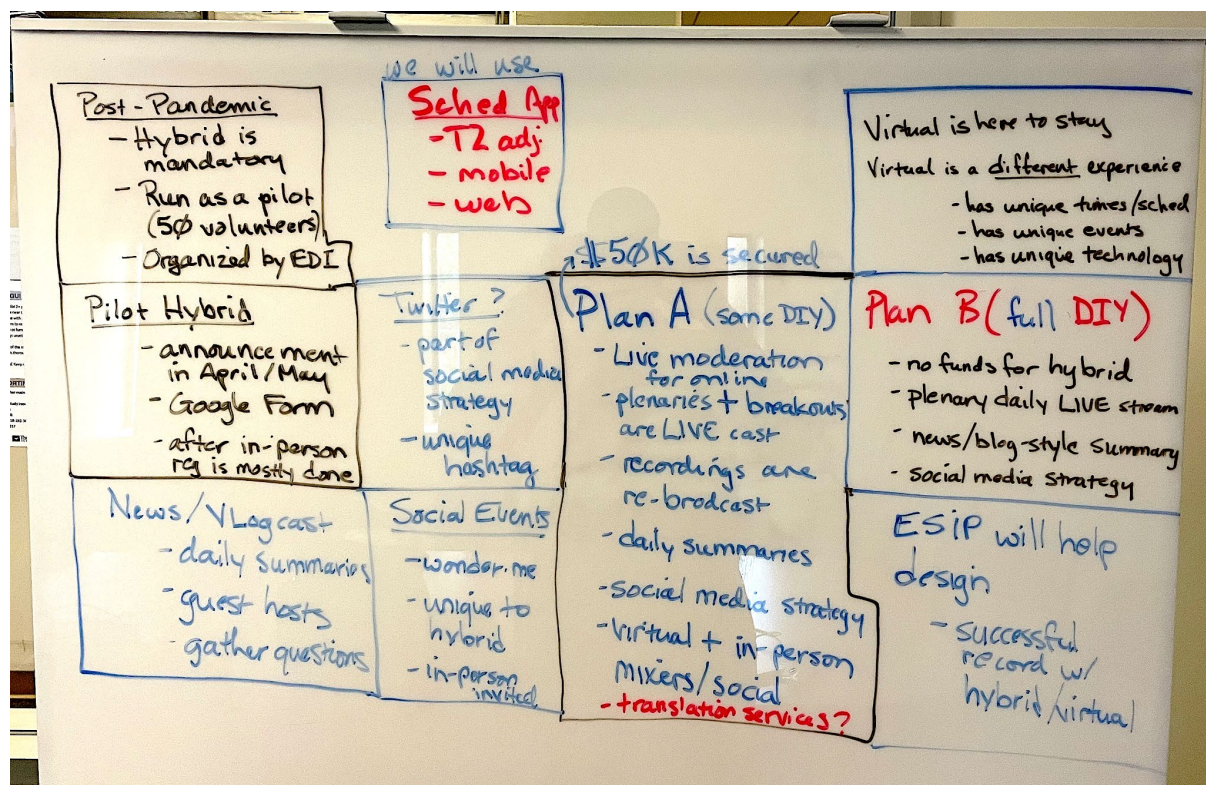 Post-Pandemic
- Hybrid is
mandatory
- Run as a pilot
(50 volunteers)
- Organized by EDI
we will use
Sched App
- TZ adj.
- mobile
- web
Virtual is here to stay
Virtual is a different experience
- has unique times/sched
- has unique events
- has unique technology
$50K is secured
Pilot Hybrid
- announcement
in April/May
- Google Form
- after in-person
reg is mostly done
Twitter?
- part of
social media
strategy
- unique
hashtag
Plan A (some DIY)
- Live moderation
for online
- plenaries + breakouts
are LIVE cast
- recordings are
re-brodcast
- daily summaries
- social media strategy
- virtual + in-person
mixers/social
- translation services?
Plan B (full DIY)
- no funds for hybrid
- plenary daily LIVE stream
- news/blog-style summary
- social media strategy
News/VLogcast
- daily summaries
- guest hosts
- gather questions
Social Events
- wonder.me
- unique to
hybrid
- in-person
invited
ESIP will help
design
- successful
record w/
hybrid/virtual